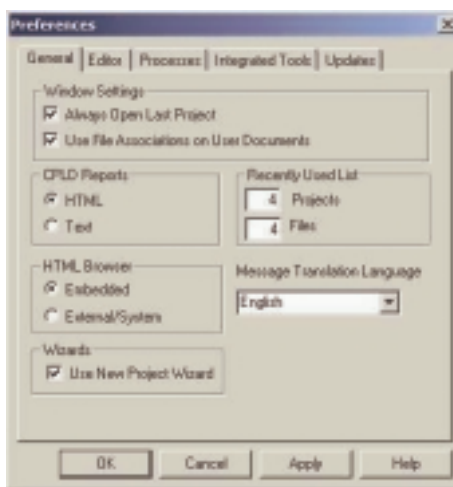 Preferences
General Editor Processes Integrated Tools Updates
Window Settings
Always Open Last Project
Use File Associations on User Documents
CPLD Reports
HTML
Text
Recently Used List
4 Projects
4 Files
HTML Browser
Embedded
External/System
Message Translation Language
English
Wizards
Use New Project Wizard
OK Cancel Apply Help